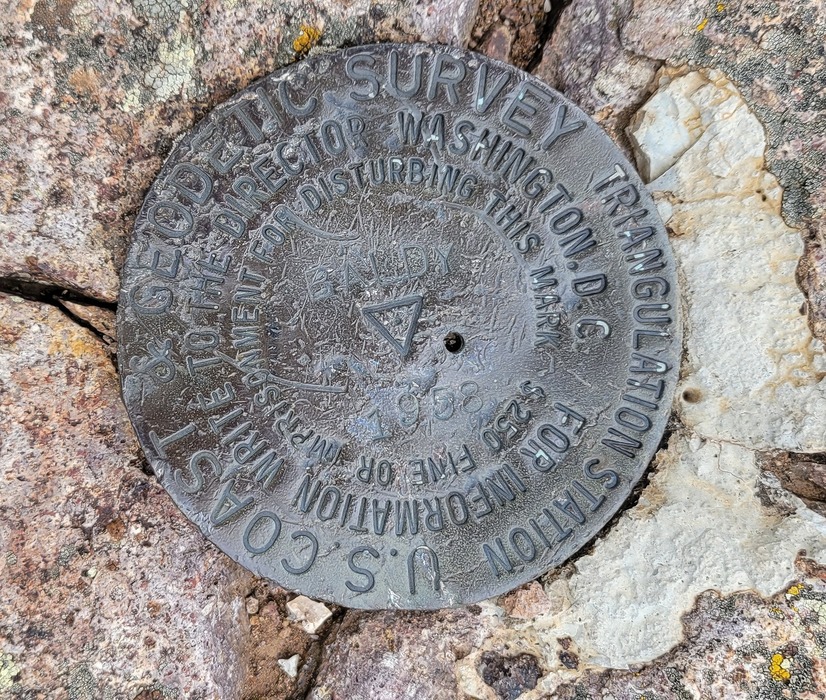 U.S. COAST & GEODETIC SURVEY
TRIANGULATION STATION
FOR INFORMATION WRITE TO THE DIRECTOR WASHINGTON. D.C.
$250 FINE OR IMPRISONMENT FOR DISTURBING THIS MARK
BALDY
1958